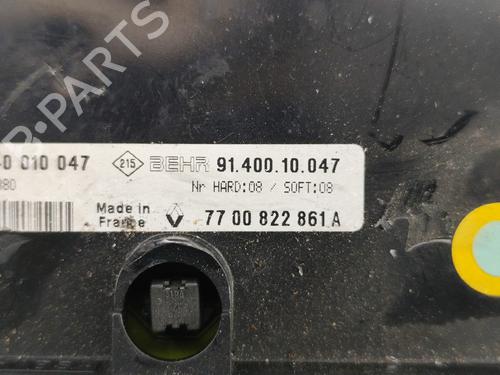 B-Parts
0 010 047
215
BEHR 91.400.10.047
Nr HARD:08 / SOFT:08
Made in
France
77 00 822 861 A